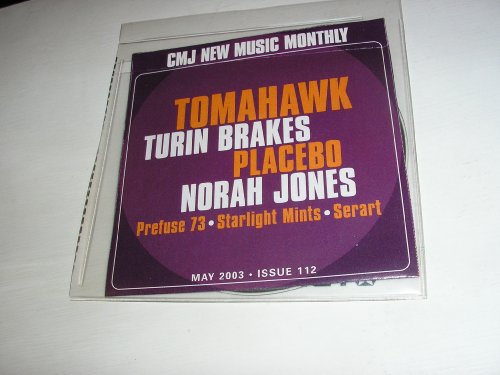 CMJ NEW MUSIC MONTHLY
TOMAHAWK
TURIN BRAKES
PLACEBO
NORAH JONES
Prefuse 73 • Starlight Mints • Serart
MAY 2003 • ISSUE 112